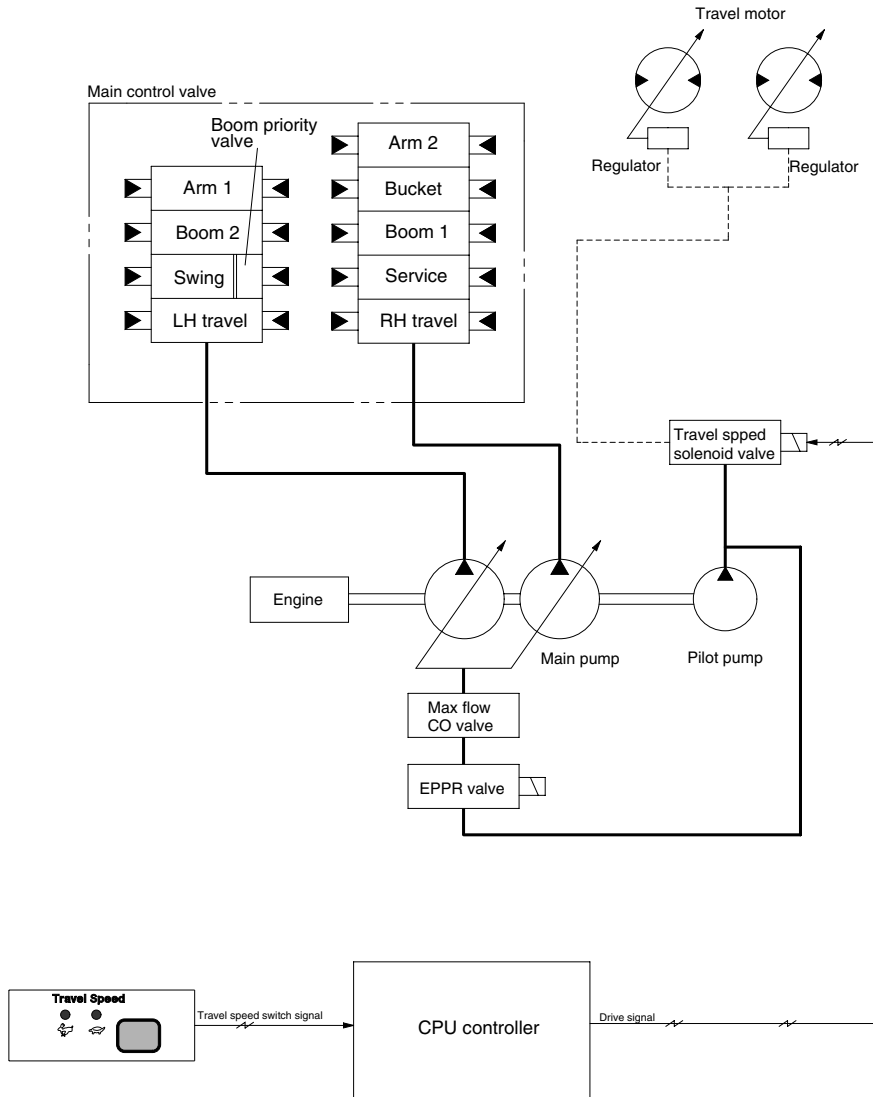 Travel motor
Main control valve
Boom priority
valve
Arm 2
Regulator
Regulator
Arm 1
Bucket
Boom 2
Boom 1
Swing
Service
LH travel
RH travel
Travel spped
solenoid valve
Engine
Main pump
Pilot pump
Max flow
CO valve
EPPR valve
Travel Speed
Travel speed switch signal
CPU controller
Drive signal